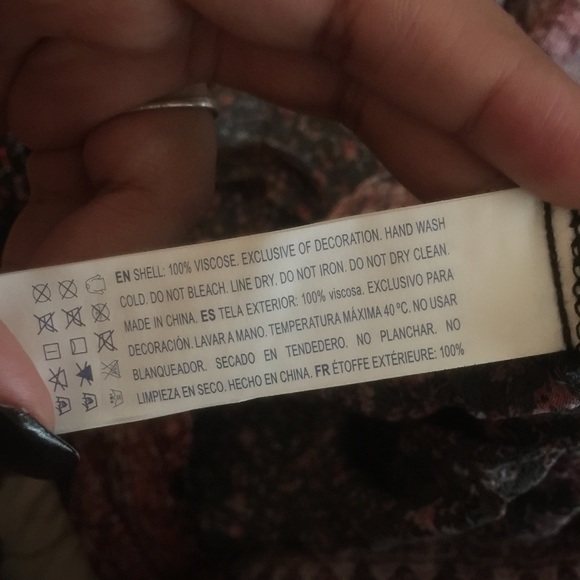 EN SHELL: 100% VISCOSE. EXCLUSIVE OF DECORATION. HAND WASH
COLD. DO NOT BLEACH. LINE DRY. DO NOT IRON. DO NOT DRY CLEAN.
MADE IN CHINA. ES TELA EXTERIOR: 100% viscosa. EXCLUSIVO PARA
DECORACIÓN. LAVAR A MANO. TEMPERATURA MÀXIMA 40 ºC. NO USAR
BLANQUEADOR. SECADO EN TENDEDERO. NO PLANCHAR. NO
LIMPIEZA EN SECO. HECHO EN CHINA. FR ÉTOFFE EXTÉRIEURE: 100%